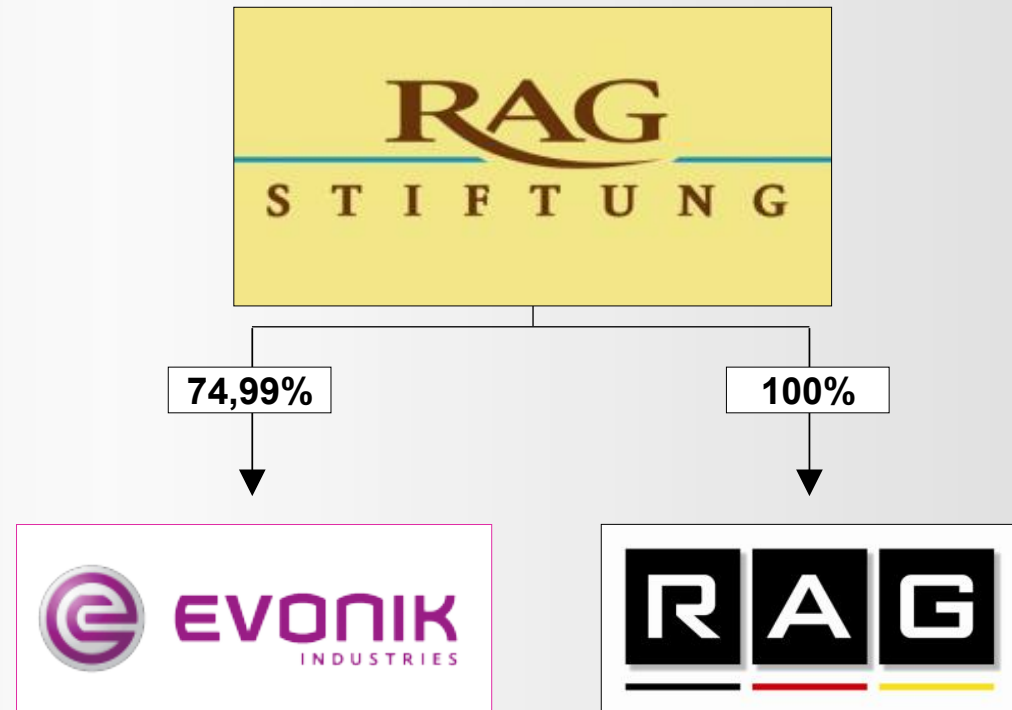 RAG
STIFTUNG
74,99%
100%
EVONIK
INDUSTRIES
RAG